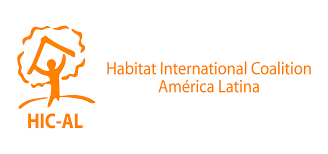 Habitat International Coalition
América Latina
HIC-AL